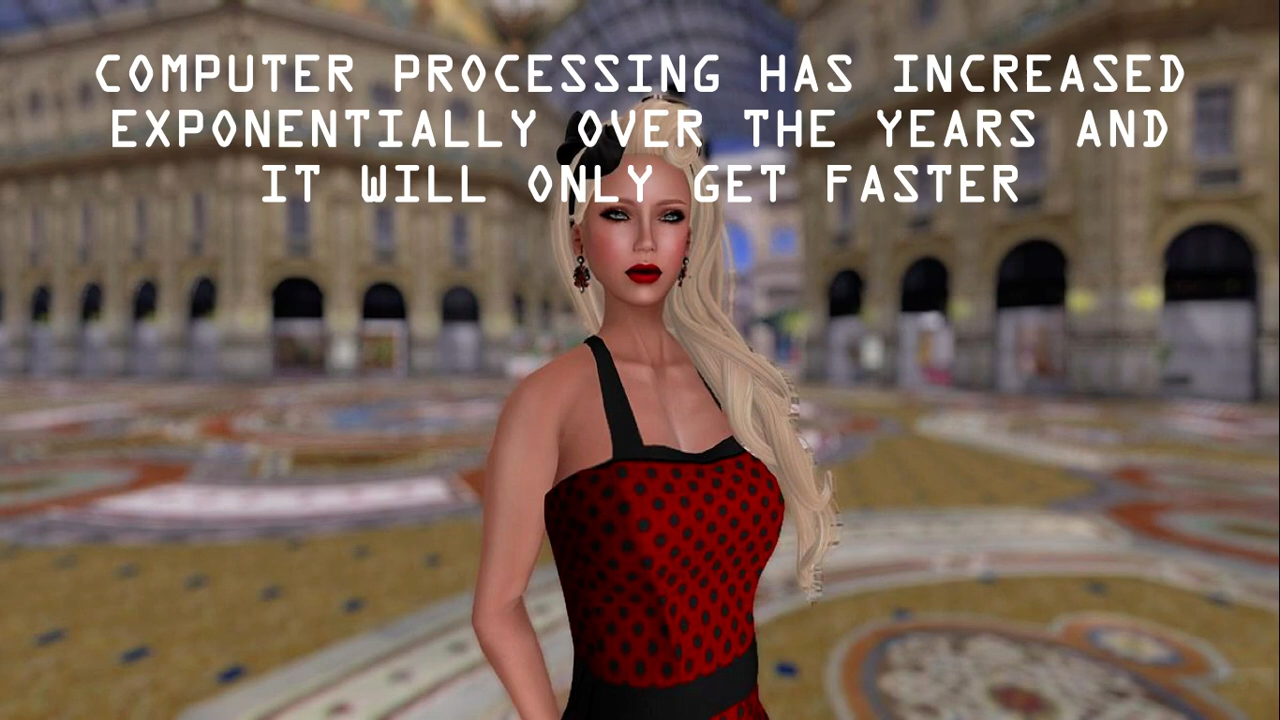 COMPUTER PROCESSING HAS INCREASED
EXPONENTIALLY OVER THE YEARS AND
IT WILL ONLY GET FASTER